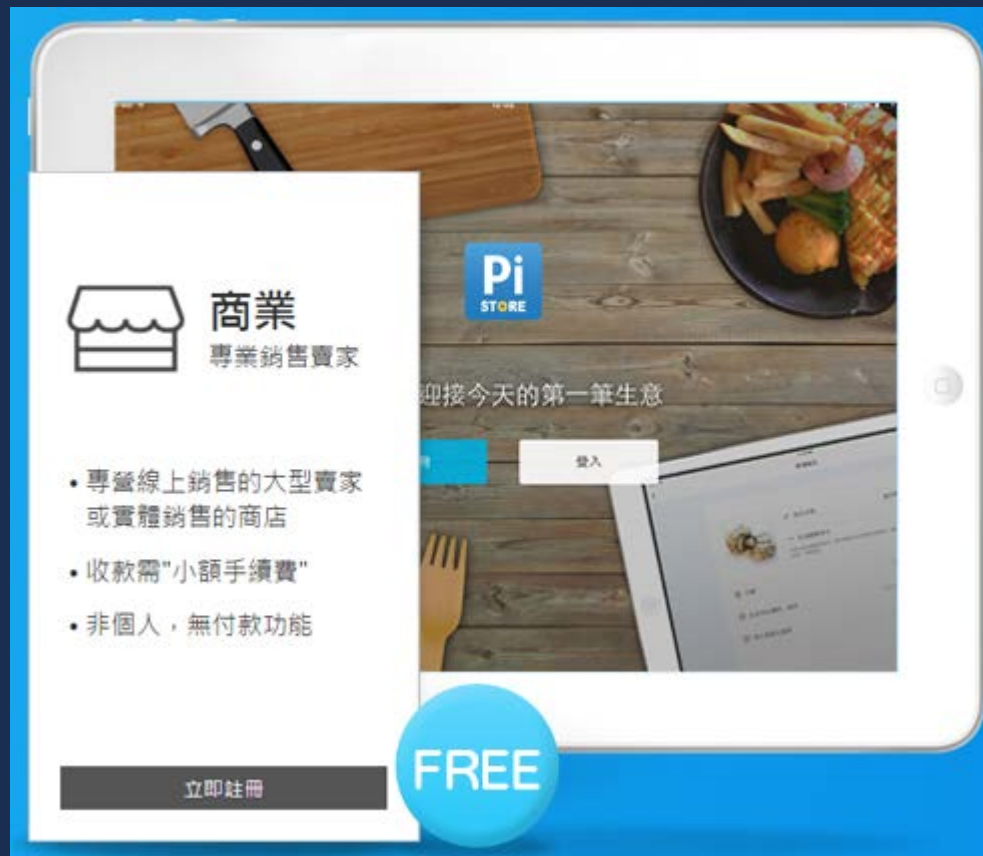 商業
專業銷售賣家
• 專營線上銷售的大型賣家
或實體銷售的商店
• 收款需"小額手續費"
• 非個人，無付款功能
立即註冊
Pi
STORE
迎接今天的第一筆生意
登入
FREE